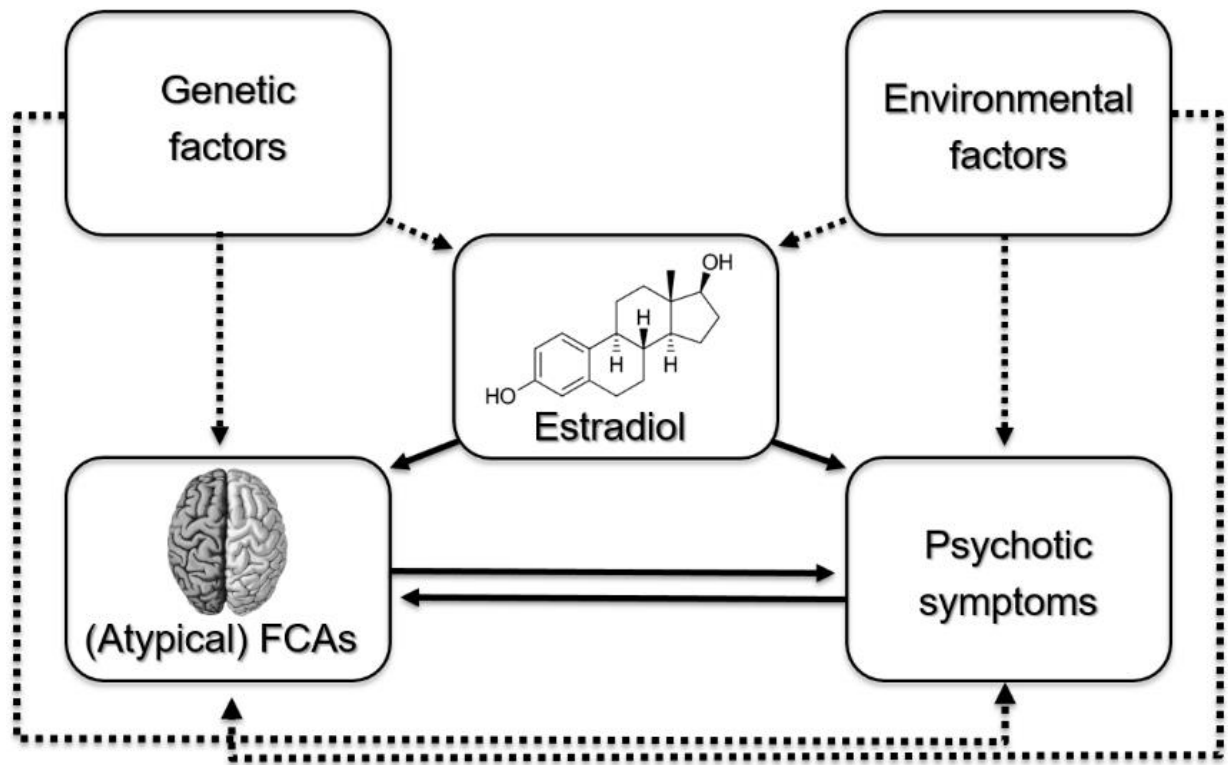 Genetic
factors
Environmental
factors
OH
H
H
H
HO
Estradiol
(Atypical) FCAs
Psychotic
symptoms